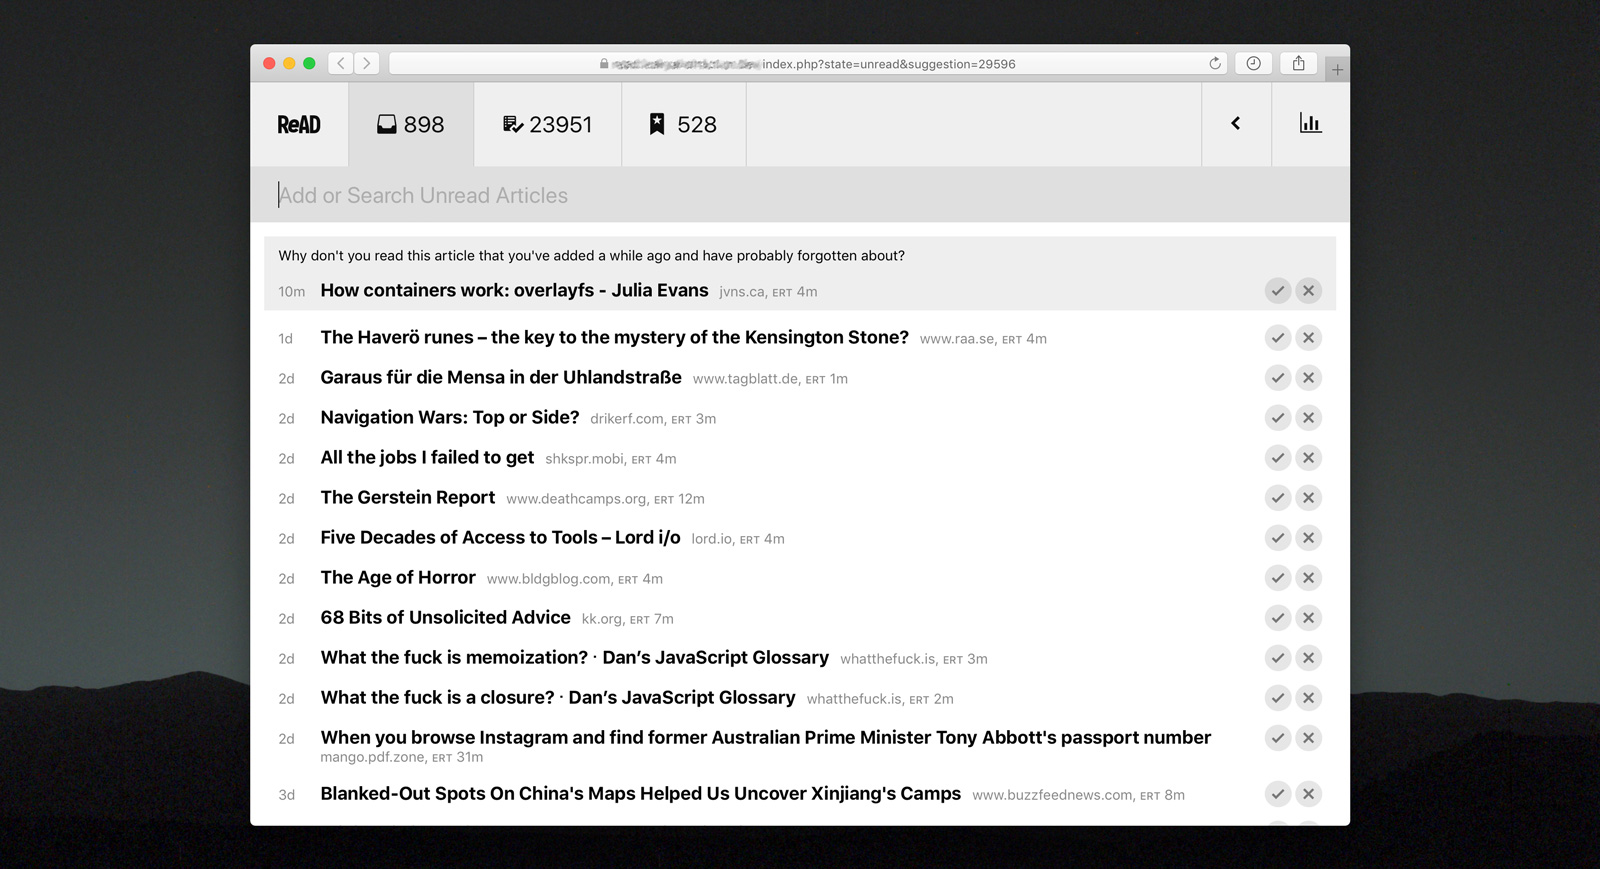 index.php?state=unread&suggestion=29596
ReAD 898 23951 528
Add or Search Unread Articles
Why don't you read this article that you've added a while ago and have probably forgotten about?
10m How containers work: overlayfs - Julia Evans jvns.ca, ERT 4m
1d The Haverö runes – the key to the mystery of the Kensington Stone? www.raa.se, ERT 4m
2d Garaus für die Mensa in der Uhlandstraße www.tagblatt.de, ERT 1m
2d Navigation Wars: Top or Side? drikerf.com, ERT 3m
2d All the jobs I failed to get shkspr.mobi, ERT 4m
2d The Gerstein Report www.deathcamps.org, ERT 12m
2d Five Decades of Access to Tools – Lord i/o lord.io, ERT 4m
2d The Age of Horror www.bldgblog.com, ERT 4m
2d 68 Bits of Unsolicited Advice kk.org, ERT 7m
2d What the fuck is memoization? · Dan’s JavaScript Glossary whatthefuck.is, ERT 3m
2d What the fuck is a closure? · Dan’s JavaScript Glossary whatthefuck.is, ERT 2m
2d When you browse Instagram and find former Australian Prime Minister Tony Abbott's passport number
mango.pdf.zone, ERT 31m
3d Blanked-Out Spots On China's Maps Helped Us Uncover Xinjiang's Camps www.buzzfeednews.com, ERT 8m